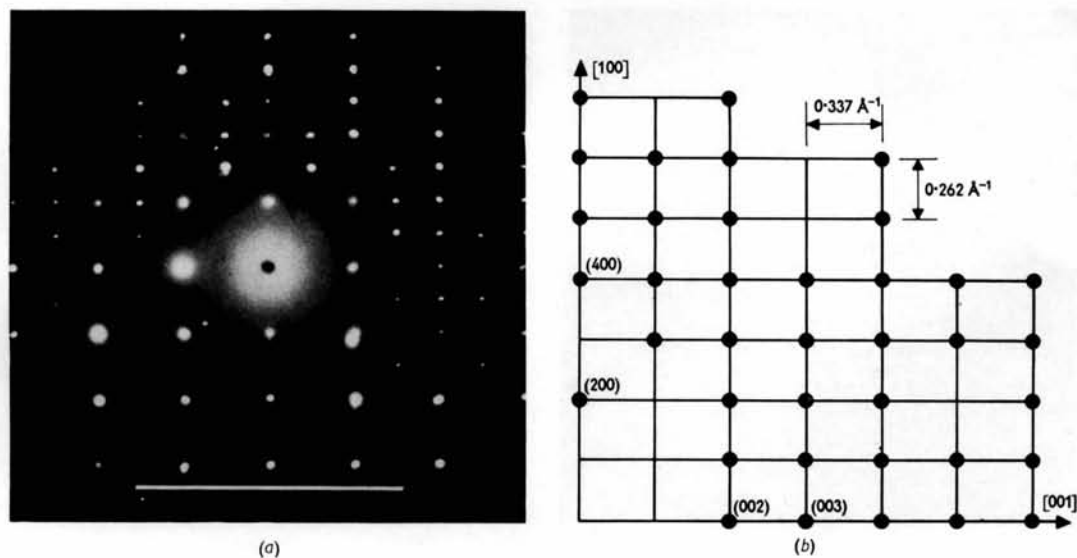 [100]
0·337 Å⁻¹
0·262 Å⁻¹
(400)
(200)
(002)
(003)
[001]
(a)
(b)